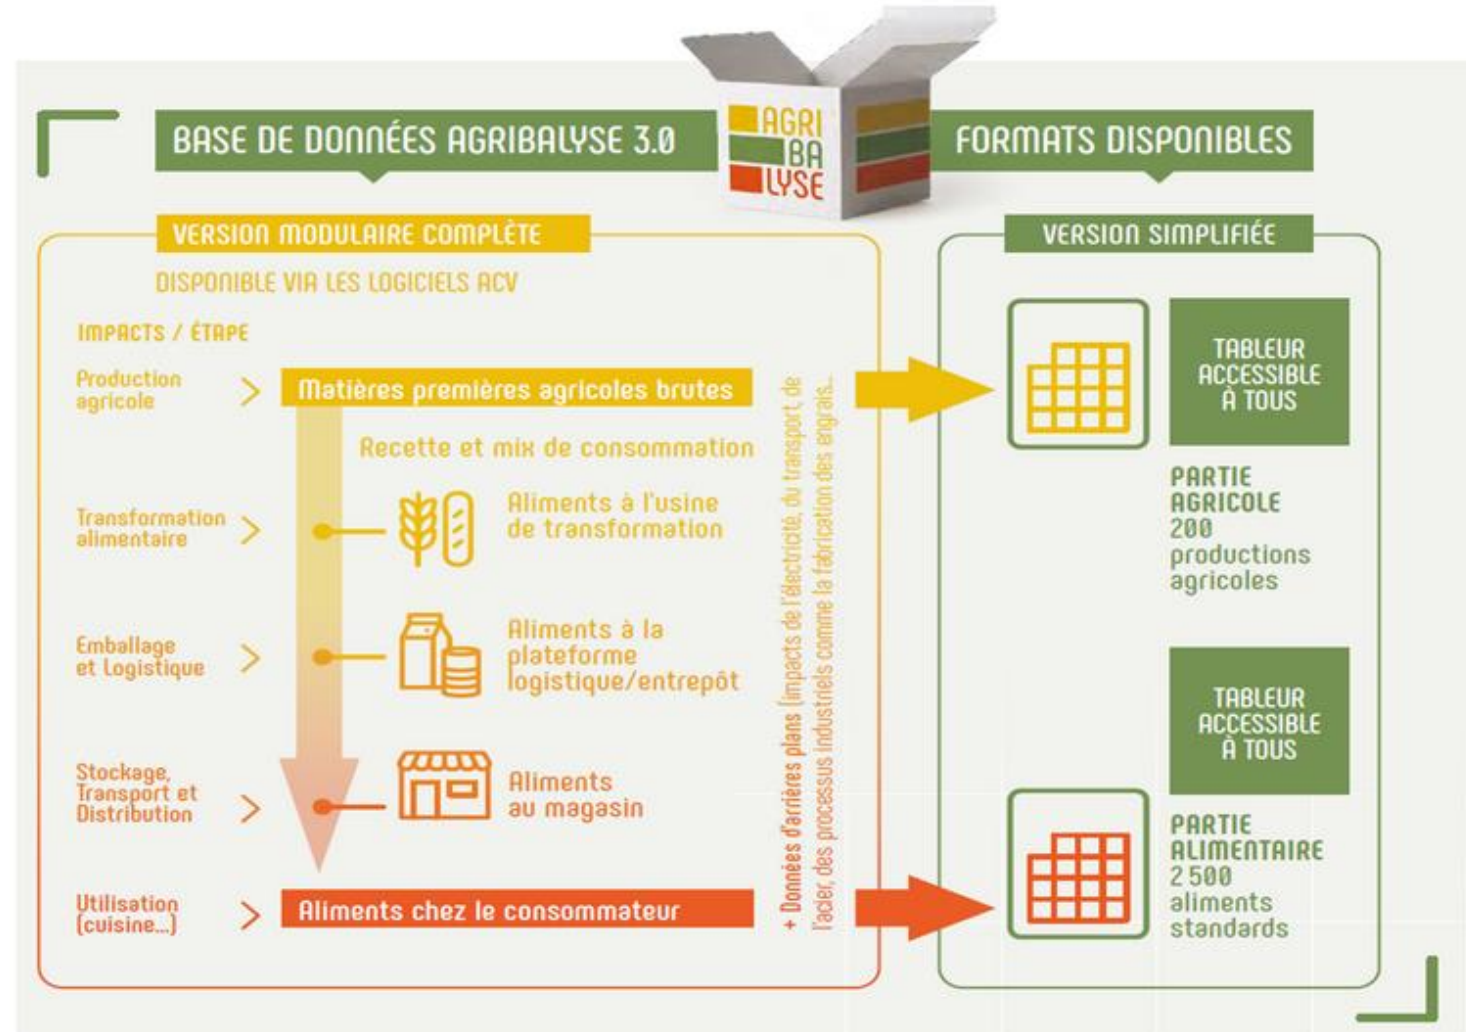 BASE DE DONNÉES AGRIBALYSE 3.0
AGRI
BA
LYSE
FORMATS DISPONIBLES
VERSION MODULAIRE COMPLÈTE
DISPONIBLE VIA LES LOGICIELS ACV
IMPACTS / ÉTAPE
Production
agricole
Matières premières agricoles brutes
Recette et mix de consommation
Transformation
alimentaire
Aliments à l'usine
de transformation
Emballage
et Logistique
Aliments à la
plateforme
logistique/entrepôt
Stockage,
Transport et
Distribution
Aliments
au magasin
Utilisation
(cuisine...)
Aliments chez le consommateur
+ Données d'arrières plans (impacts de l'électricité, du transport, de
l'acier, des processus industriels comme la fabrication des engrais...
VERSION SIMPLIFIÉE
TABLEUR
ACCESSIBLE
À TOUS
PARTIE
AGRICOLE
200
productions
agricoles
TABLEUR
ACCESSIBLE
À TOUS
PARTIE
ALIMENTAIRE
2 500
aliments
standards